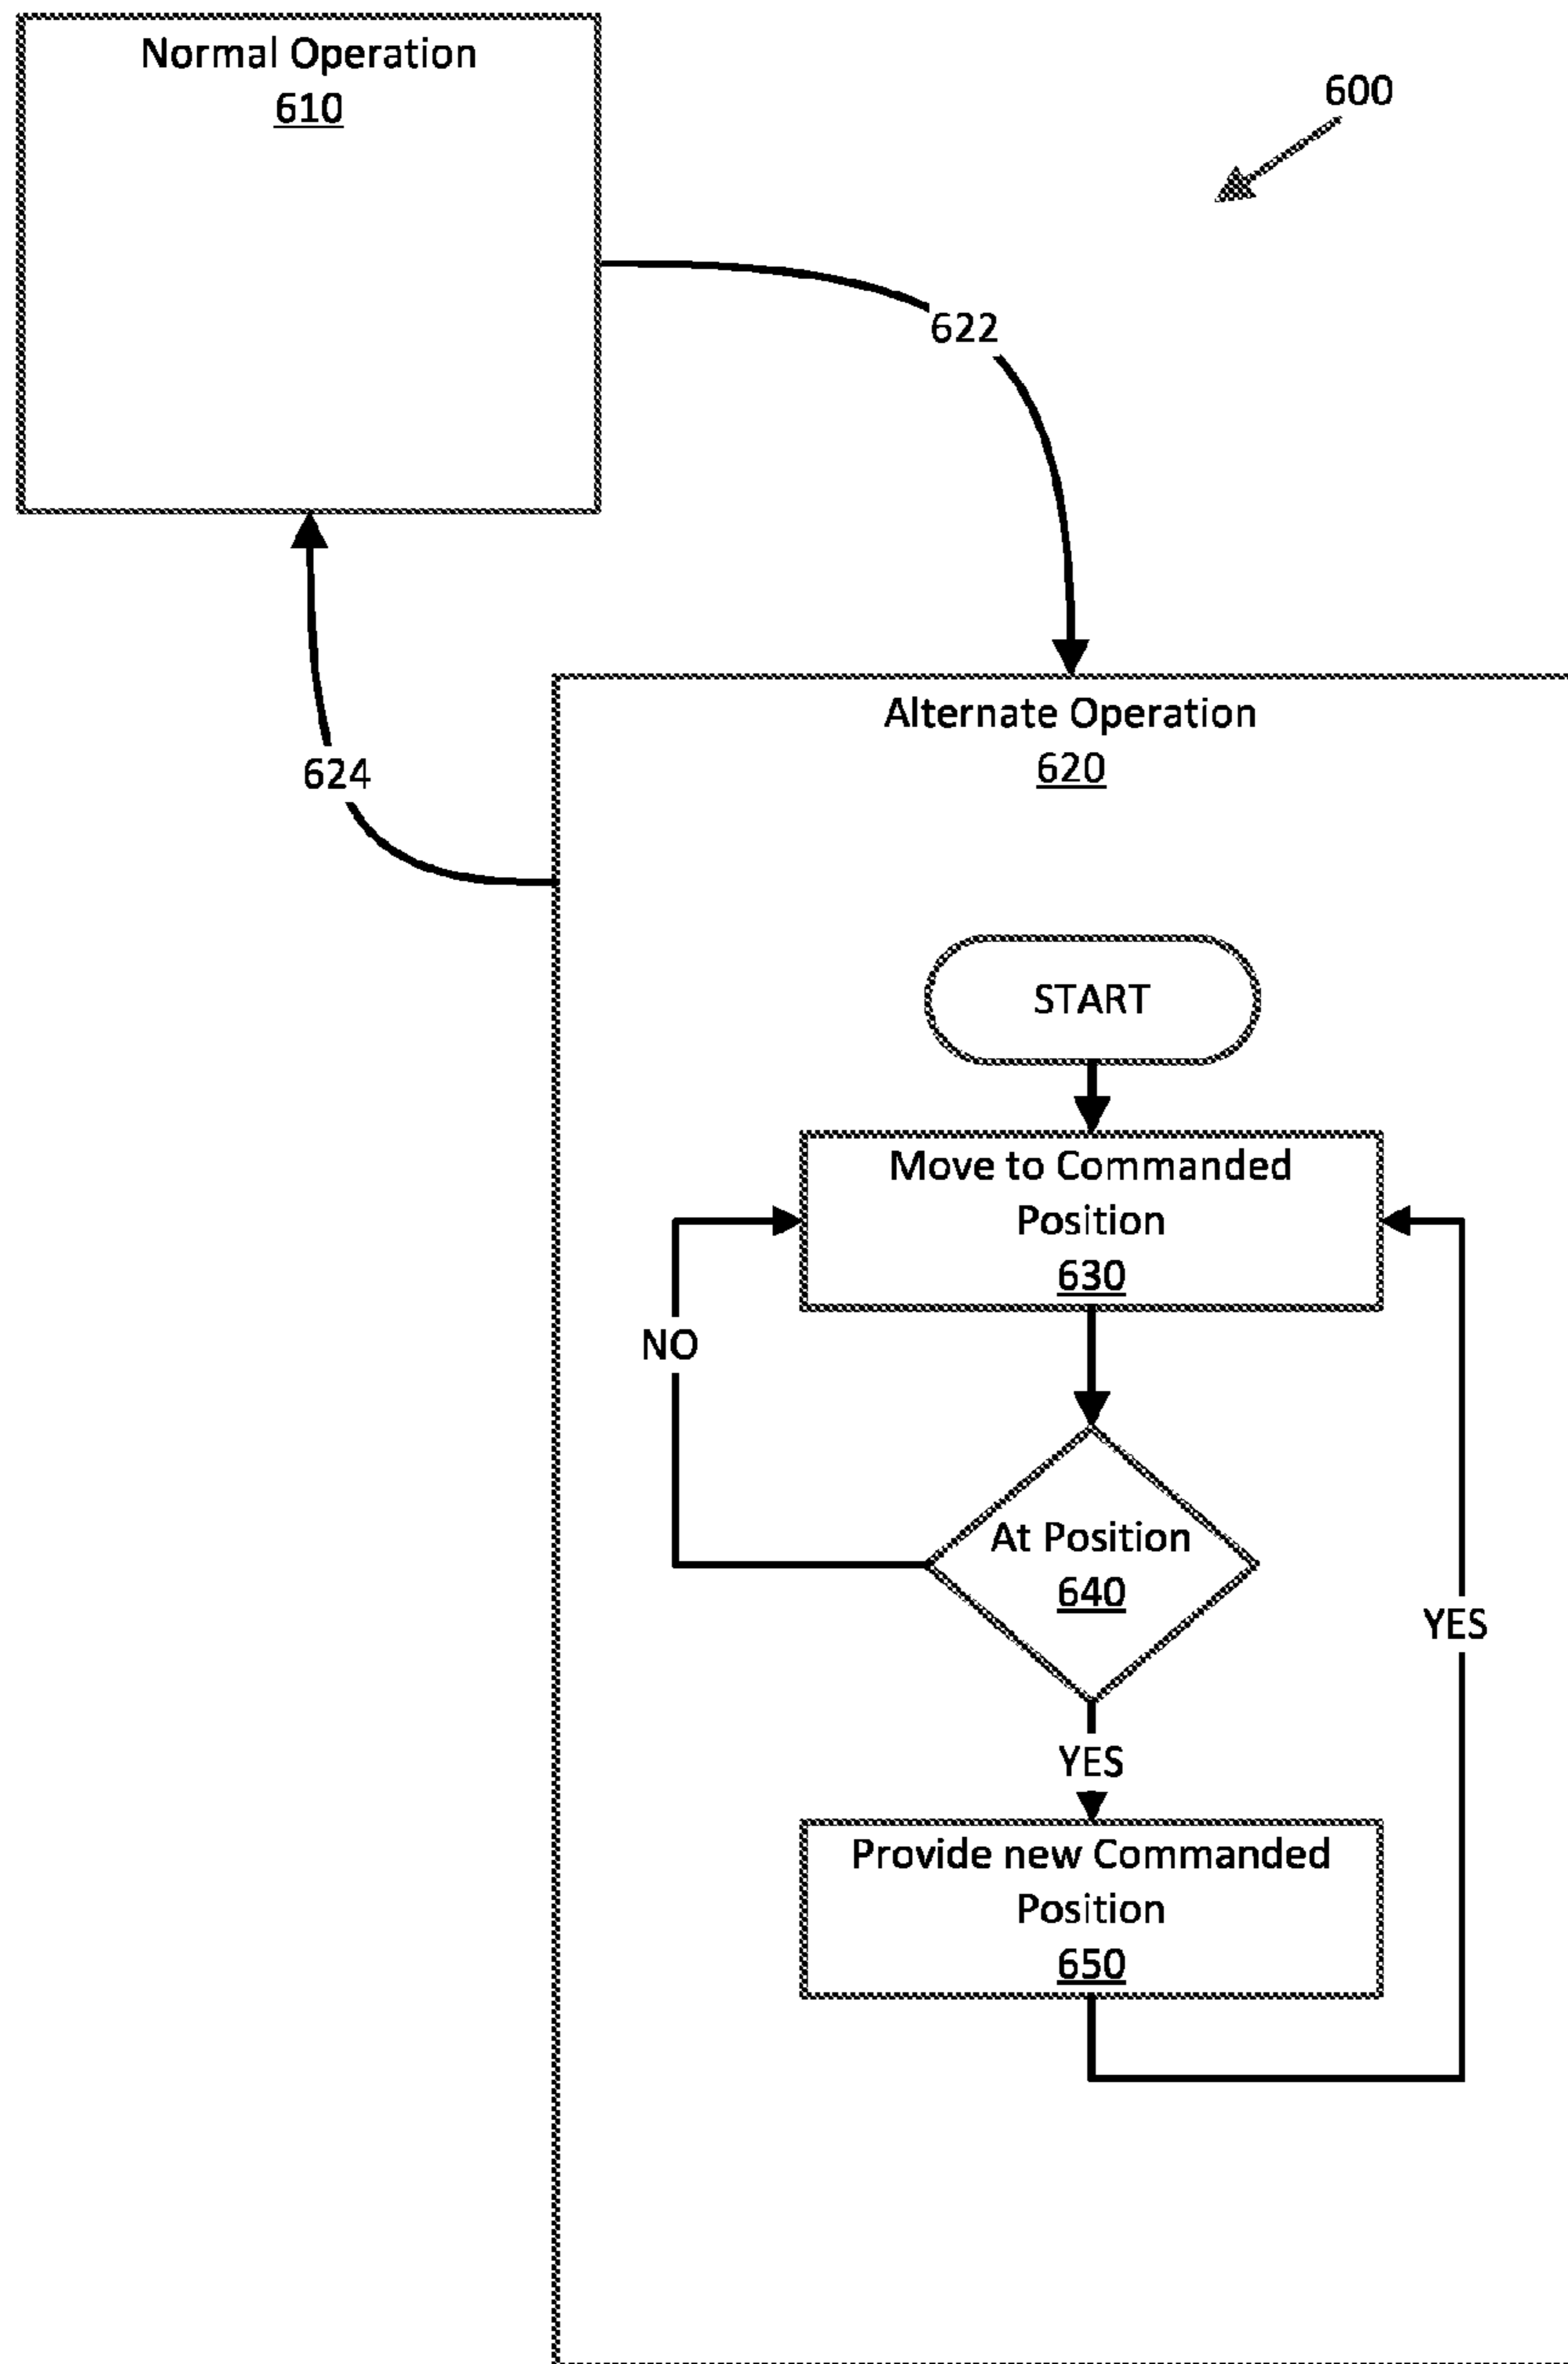 Normal Operation
610
600
622
Alternate Operation
620
624
START
Move to Commanded
Position
630
NO
At Position
640
YES
YES
Provide new Commanded
Position
650